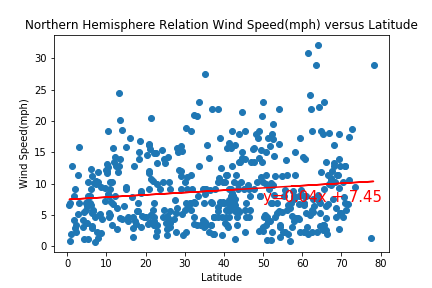 Northern Hemisphere Relation Wind Speed(mph) versus Latitude
30
25
20
15
10
5
0
Wind Speed(mph)
y=0.04x + 7.45
0 10 20 30 40 50 60 70 80
Latitude